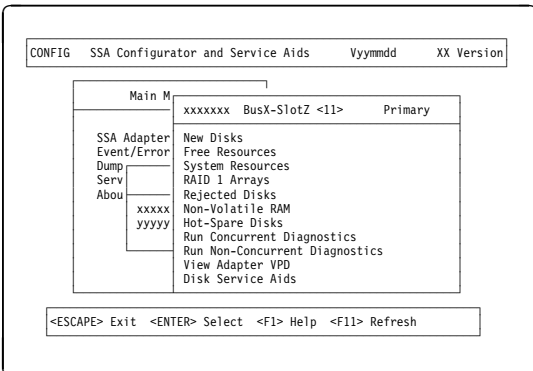 CONFIG SSA Configurator and Service Aids Vyymmdd XX Version
Main M
xxxxxxx BusX-SlotZ <11> Primary
SSA Adapter
Event/Error
Dump
Serv
Abou
xxxxx
yyyyy
New Disks
Free Resources
System Resources
RAID 1 Arrays
Rejected Disks
Non-Volatile RAM
Hot-Spare Disks
Run Concurrent Diagnostics
Run Non-Concurrent Diagnostics
View Adapter VPD
Disk Service Aids
<ESCAPE> Exit <ENTER> Select <F1> Help <F11> Refresh